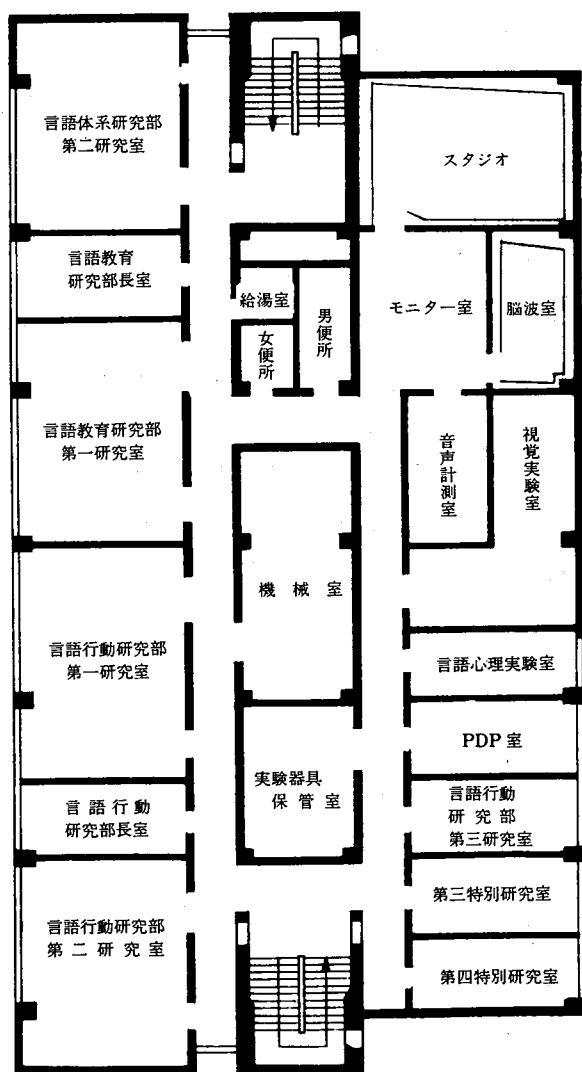 言語体系研究部
第二研究室
スタジオ
言語教育
研究部長室
給湯室
男便所
女便所
モニター室
脳波室
言語教育研究部
第一研究室
音声計測室
視覚実験室
機械室
言語行動研究部
第一研究室
言語心理実験室
PDP室
実験器具
保管室
言語行動
研究部長室
言語行動
研究部
第三研究室
第三特別研究室
言語行動研究部
第二研究室
第四特別研究室